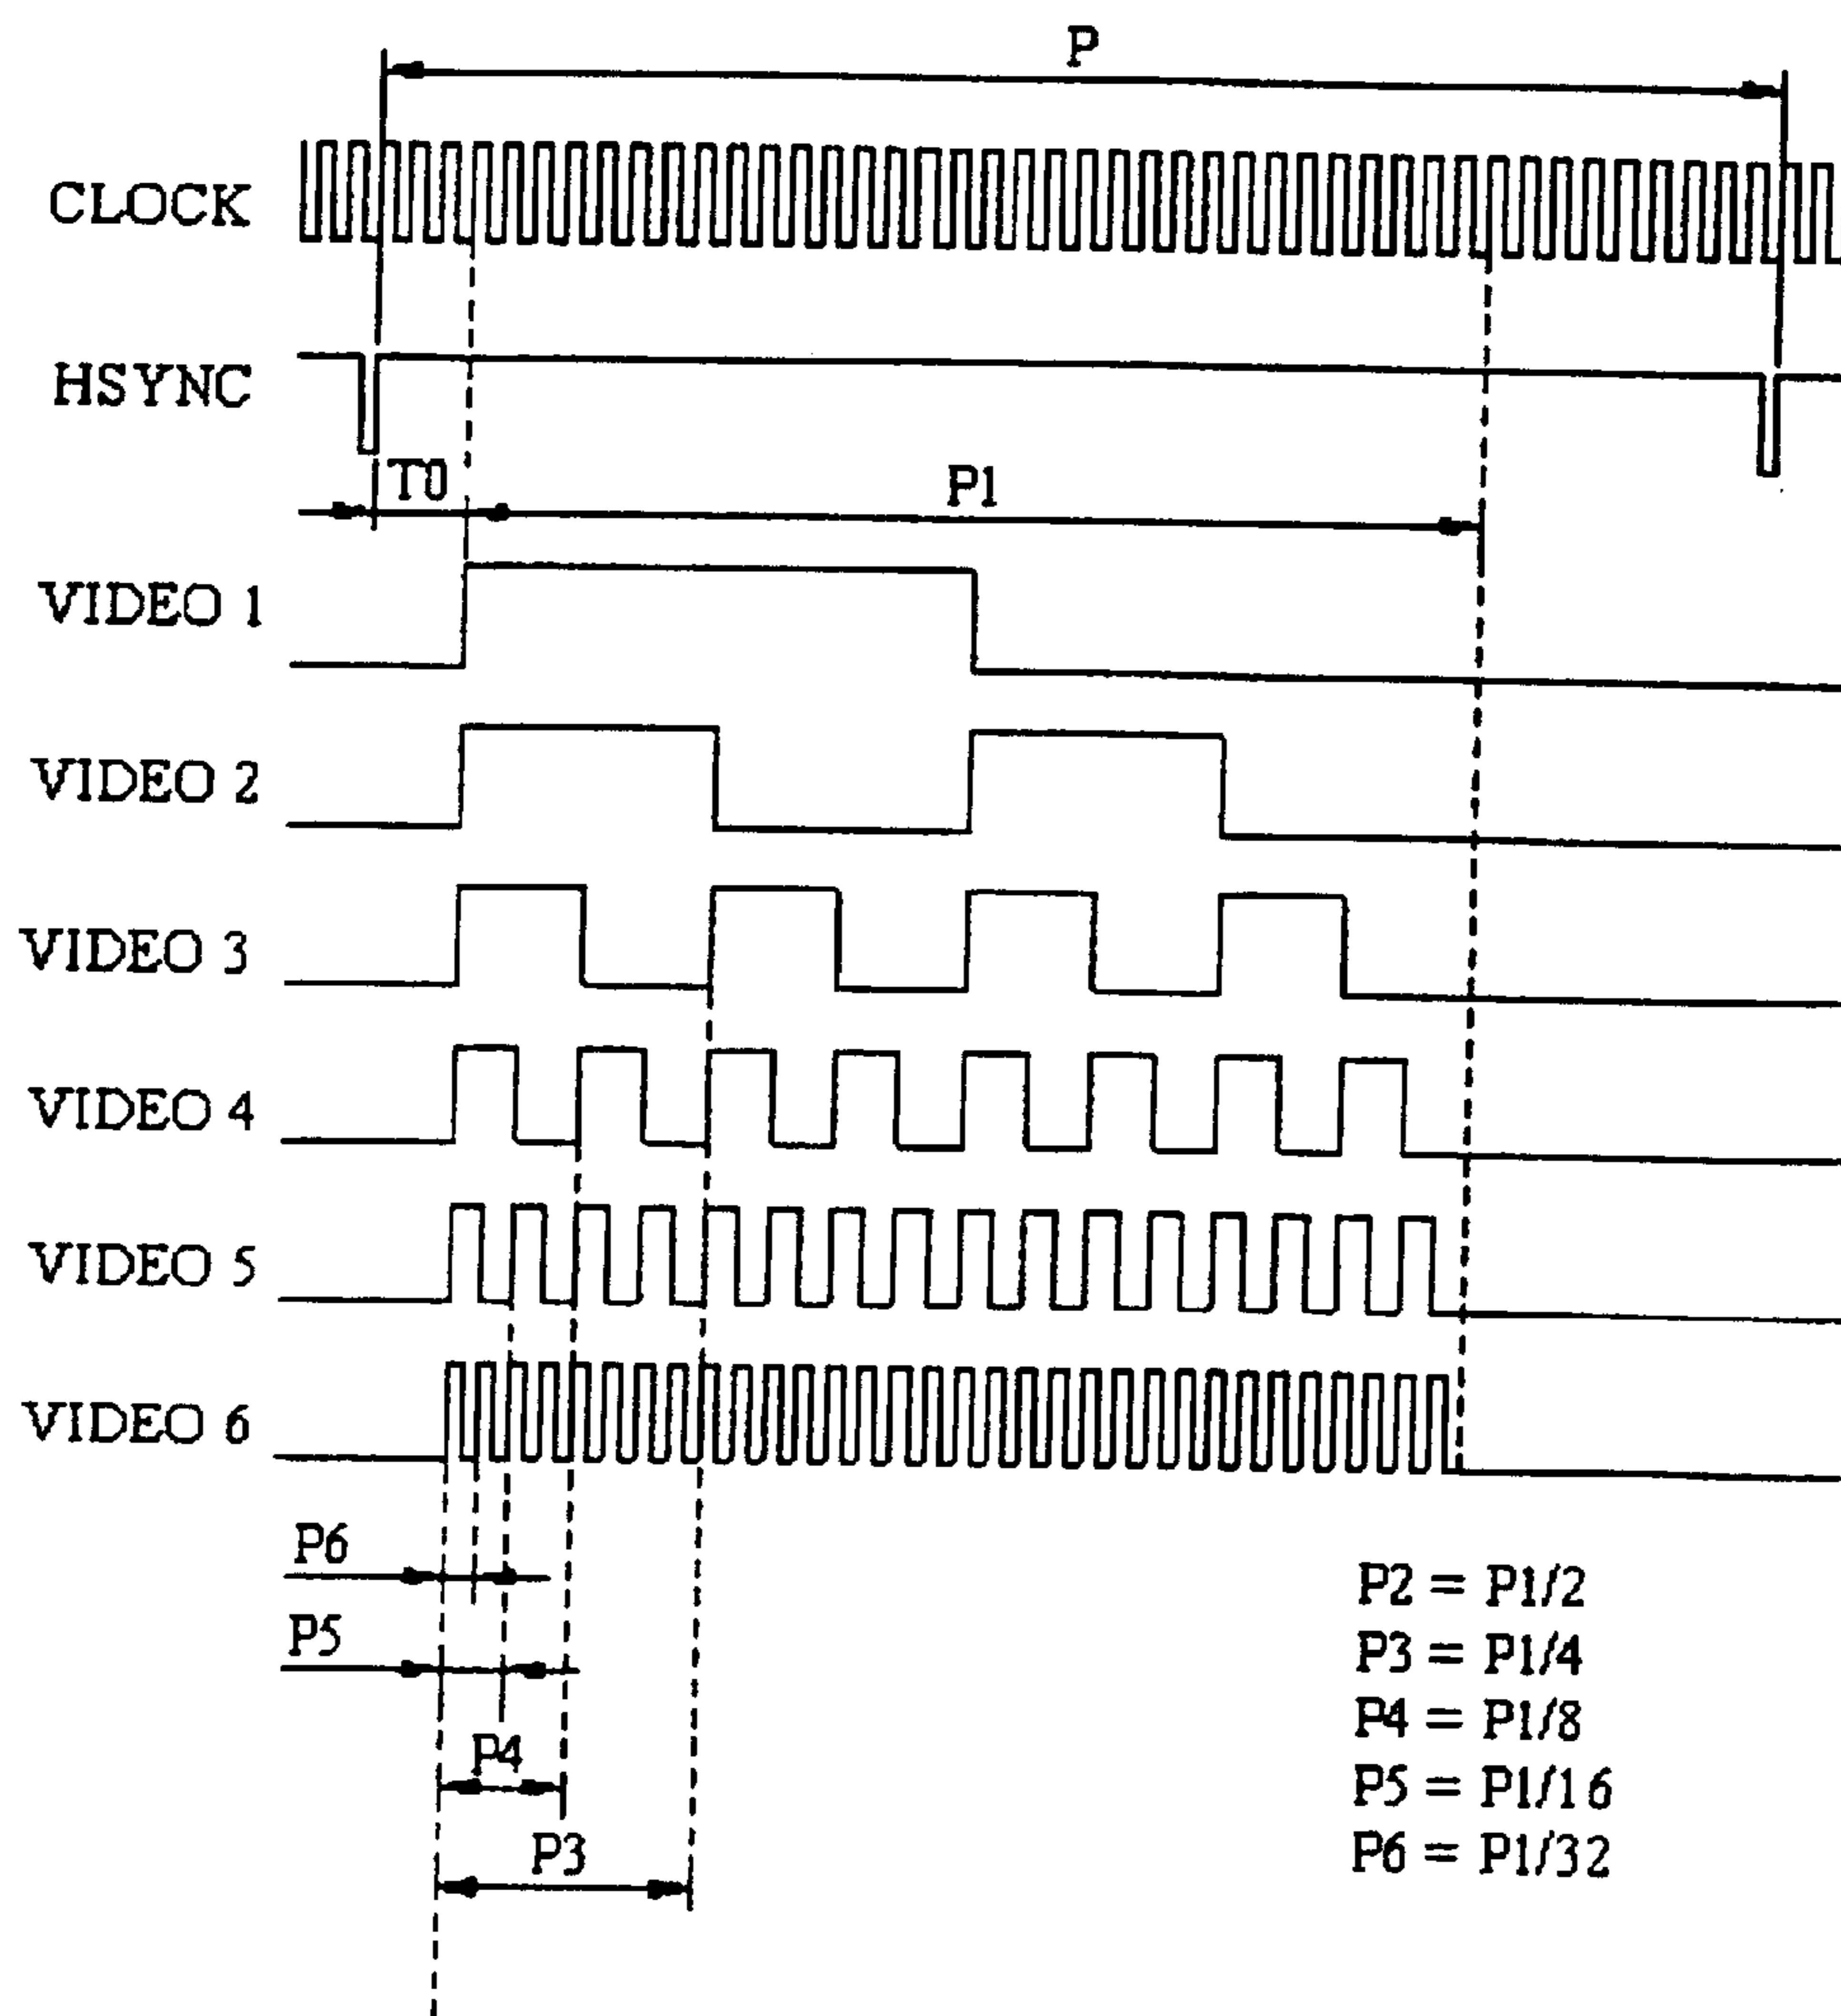 P
CLOCK
HSYNC
T0
P1
VIDEO 1
VIDEO 2
VIDEO 3
VIDEO 4
VIDEO 5
VIDEO 6
P6
P5
P4
P3
P2 = P1/2
P3 = P1/4
P4 = P1/8
P5 = P1/16
P6 = P1/32